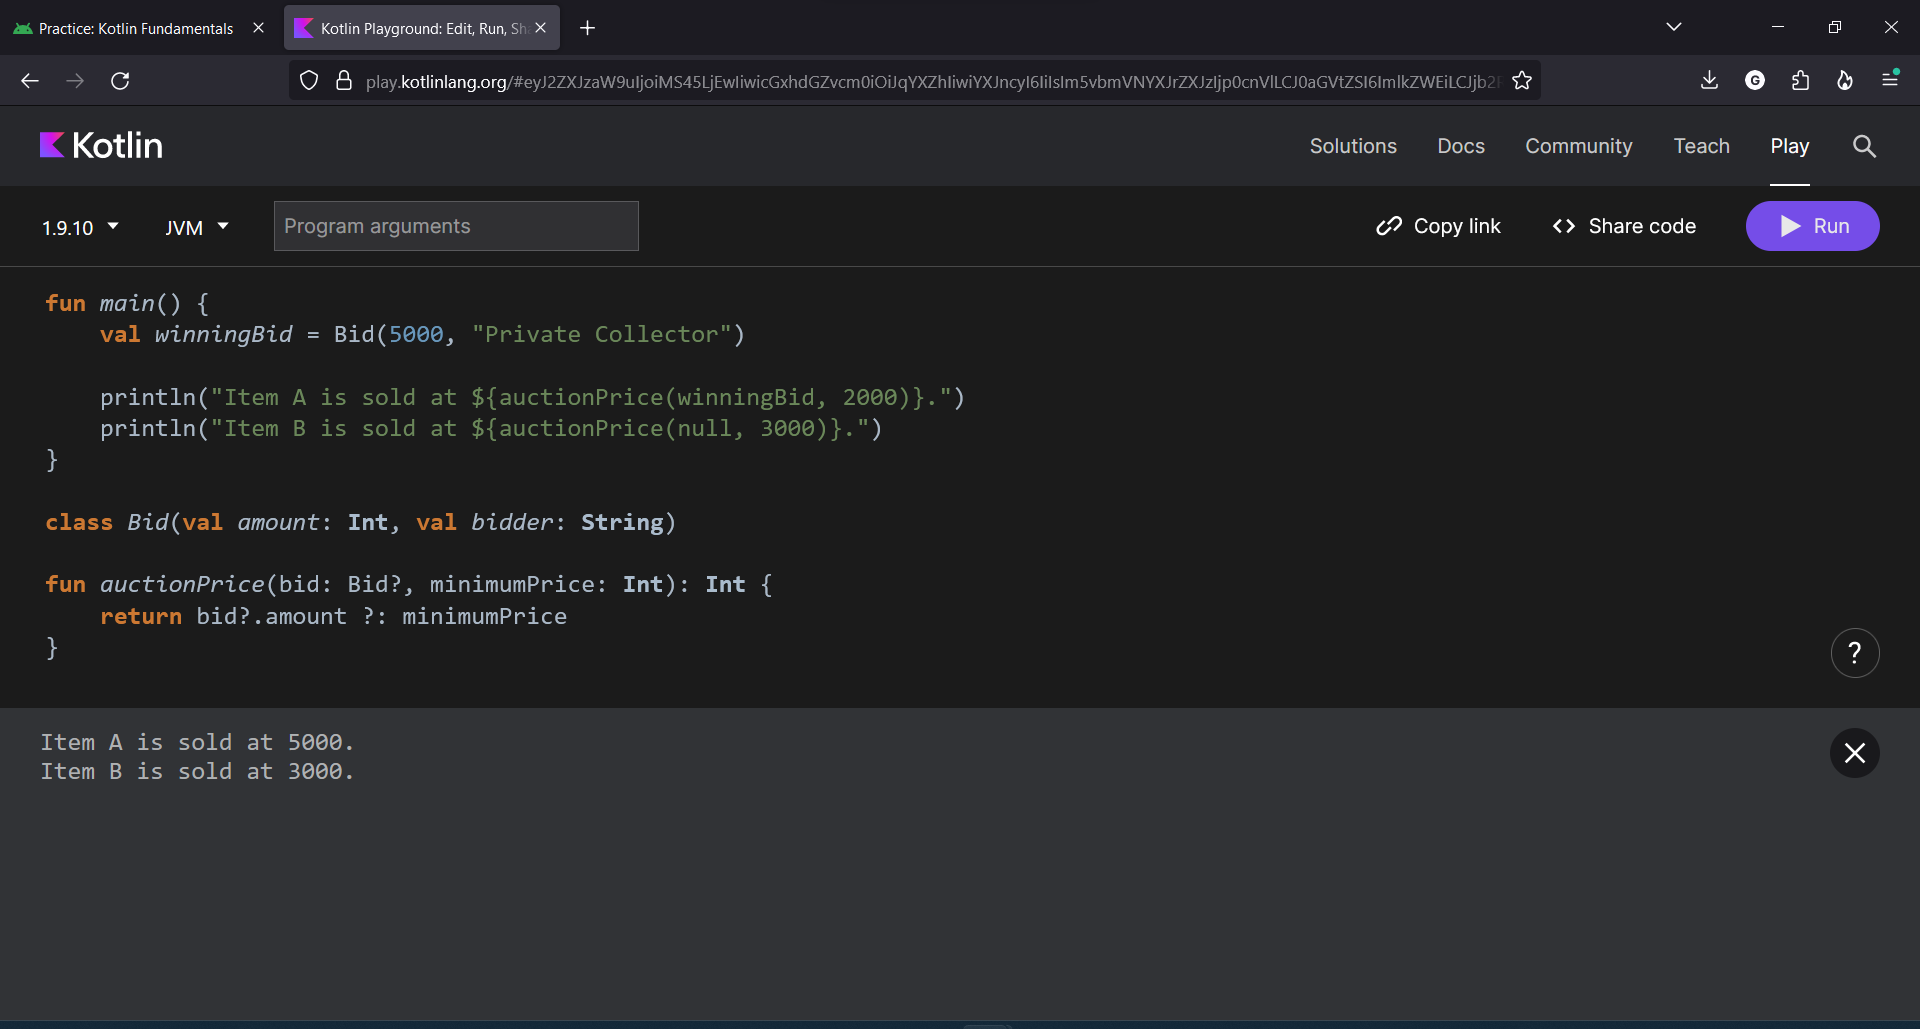 Practice: Kotlin Fundamentals
Kotlin Playground: Edit, Run, Sh
play.kotlinlang.org/
Kotlin
Solutions Docs Community Teach Play
1.9.10 JVM Program arguments Copy link <> Share code Run
fun main() {
    val winningBid = Bid(5000, "Private Collector")
    println("Item A is sold at ${auctionPrice(winningBid, 2000)}.")
    println("Item B is sold at ${auctionPrice(null, 3000)}.")
}
class Bid(val amount: Int, val bidder: String)
fun auctionPrice(bid: Bid?, minimumPrice: Int): Int {
    return bid?.amount ?: minimumPrice
}
?
Item A is sold at 5000.
Item B is sold at 3000.